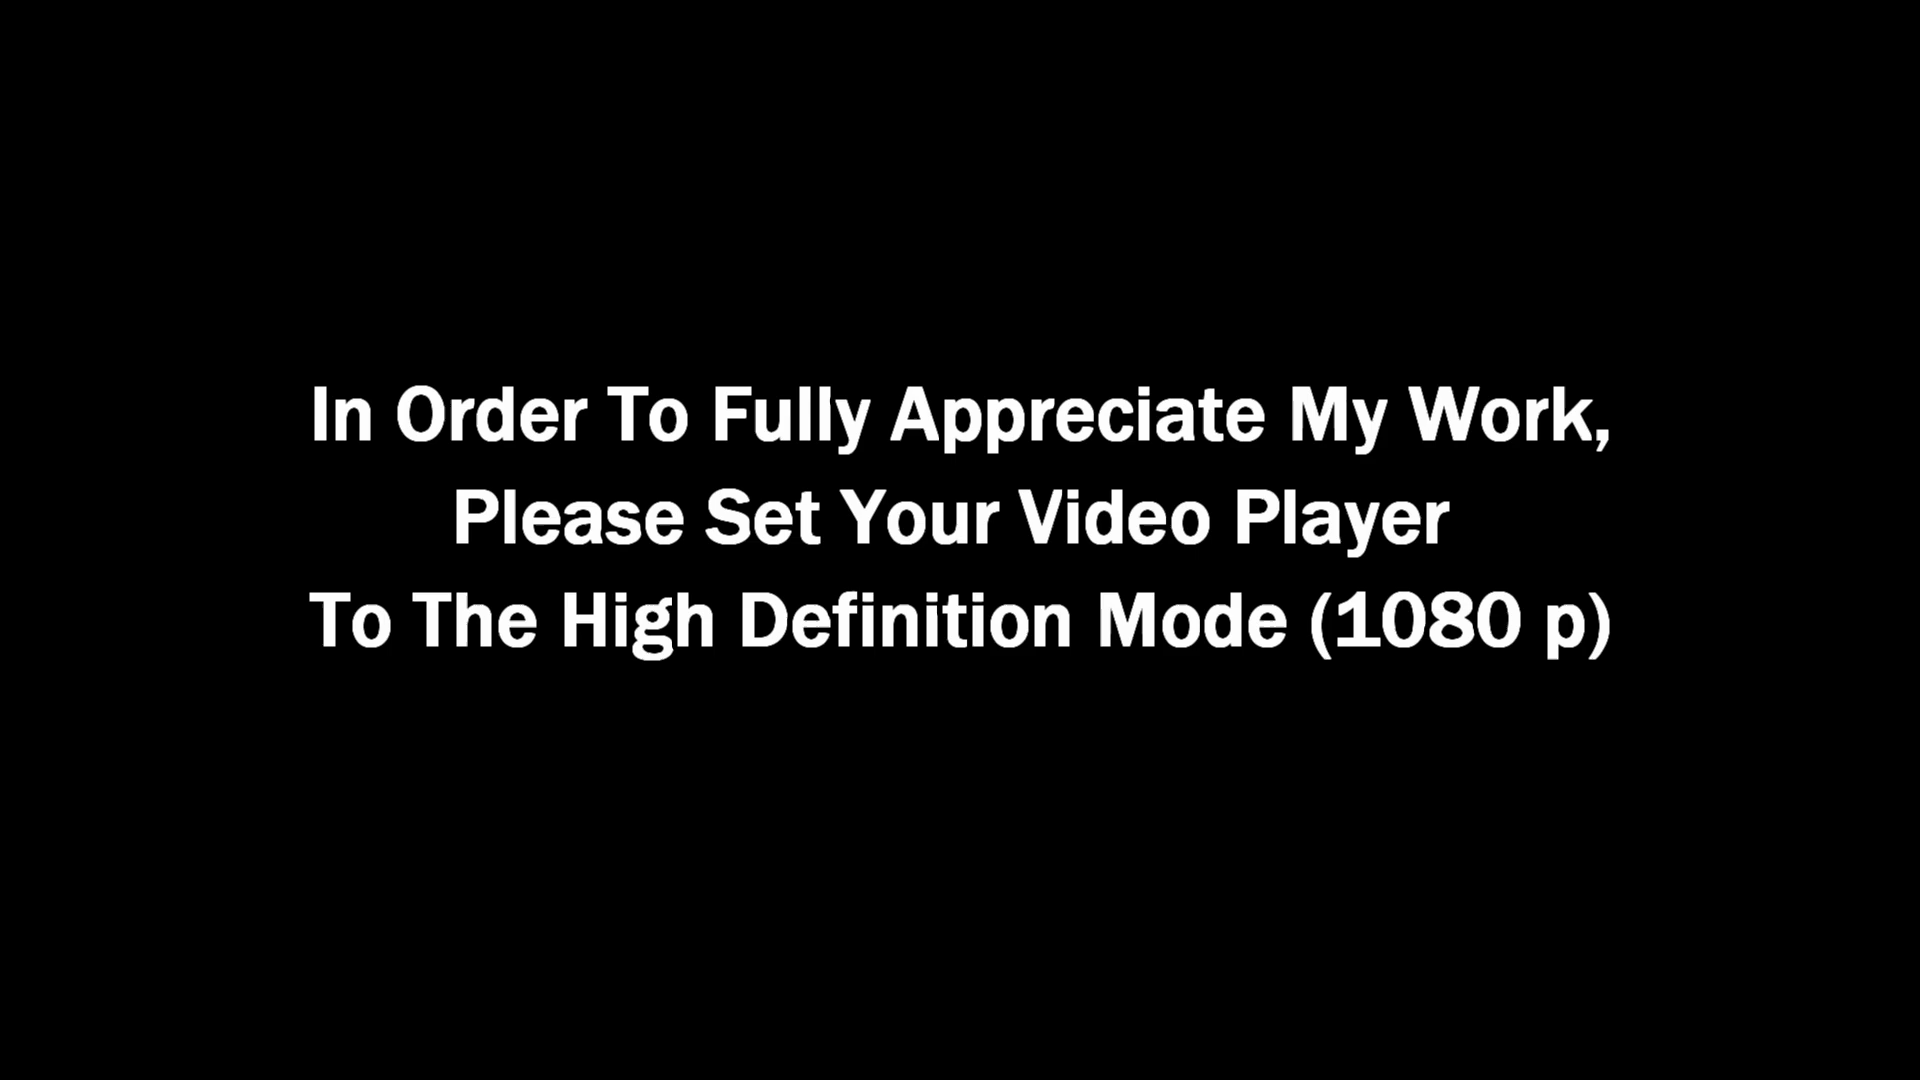 In Order To Fully Appreciate My Work,
Please Set Your Video Player
To The High Definition Mode (1080 p)